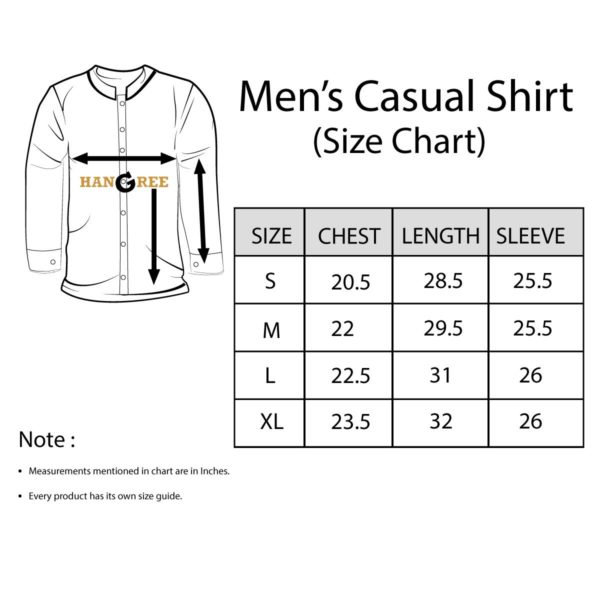 Men's Casual Shirt
(Size Chart)
HANGREE
SIZE CHEST LENGTH SLEEVE
S 20.5 28.5 25.5
M 22 29.5 25.5
L 22.5 31 26
XL 23.5 32 26
Note :
• Measurements mentioned in chart are in Inches.
• Every product has its own size guide.